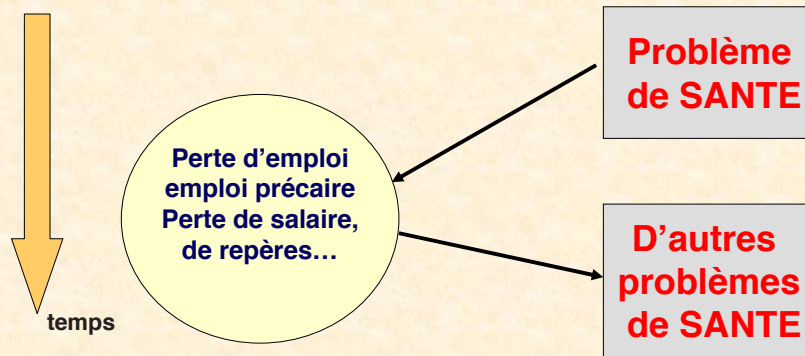 Problème
de SANTE
Perte d’emploi
emploi précaire
Perte de salaire,
de repères…
D’autres
problèmes
de SANTE
temps